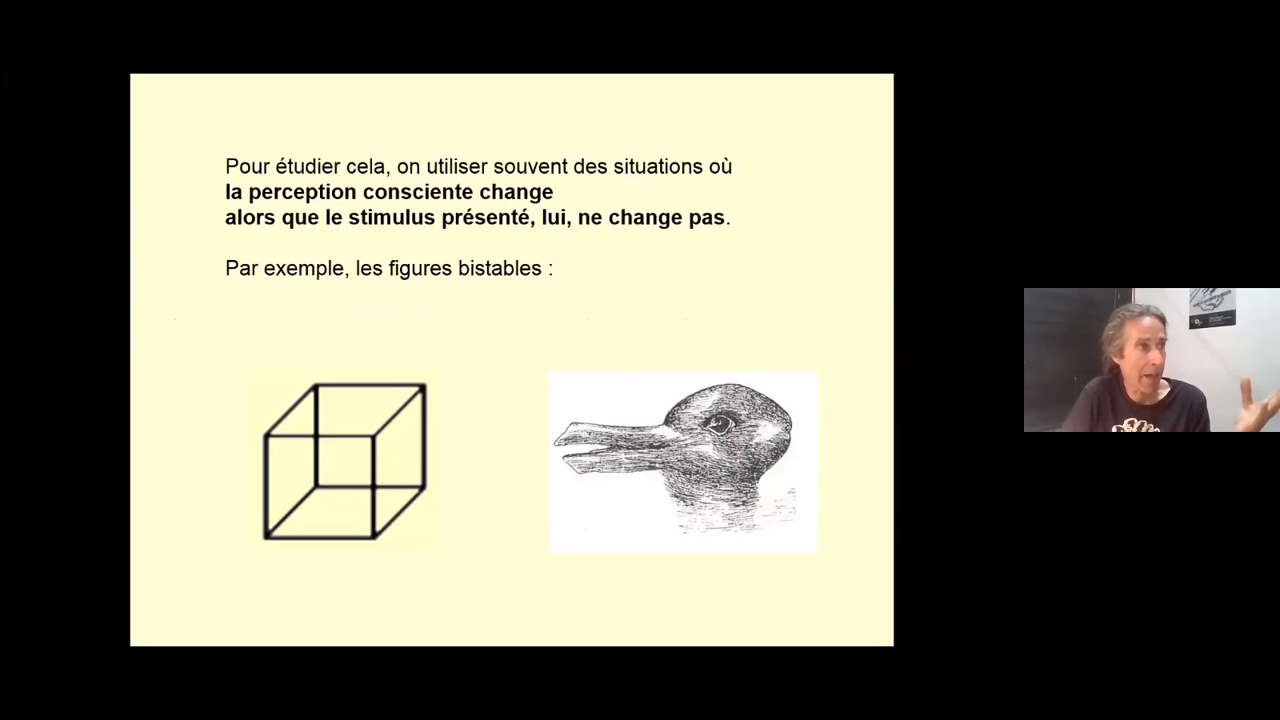 Pour étudier cela, on utiliser souvent des situations où
la perception consciente change
alors que le stimulus présenté, lui, ne change pas.
Par exemple, les figures bistables :